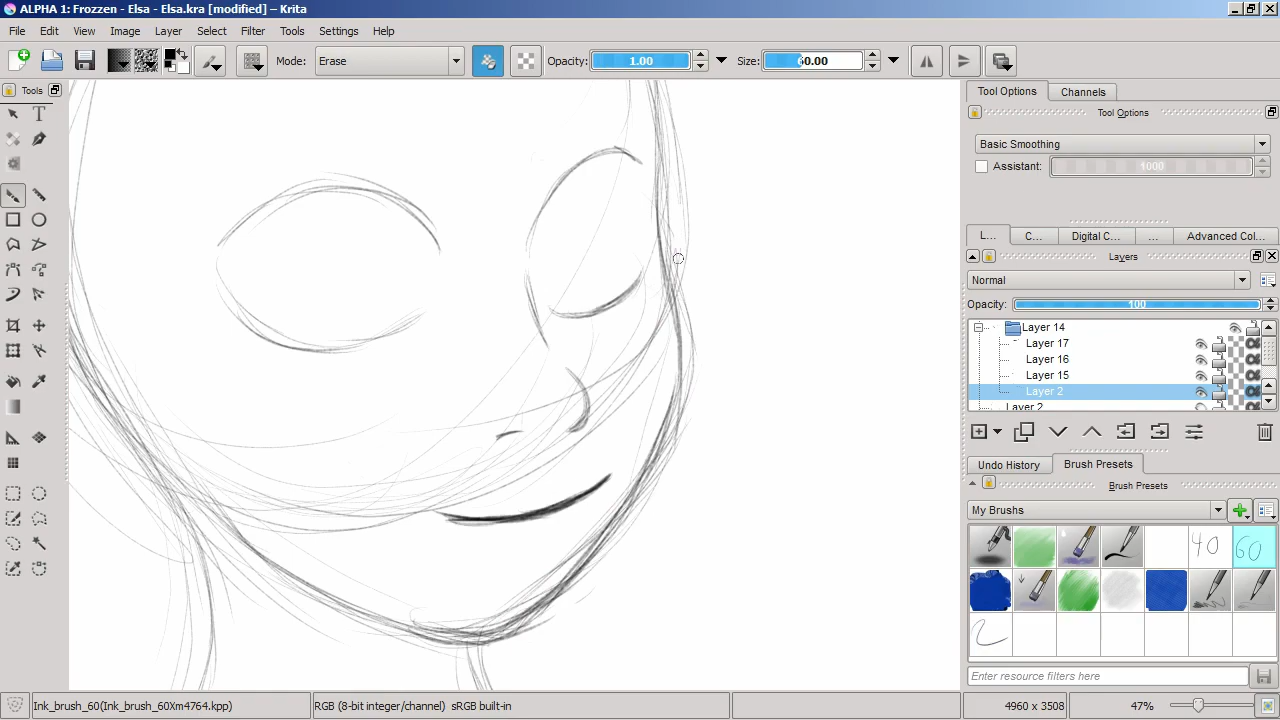 ALPHA 1: Frozzen - Elsa - Elsa.kra [modified] – Krita
File Edit View Image Layer Select Filter Tools Settings Help
Mode: Erase Opacity: 1.00 Size: 60.00
Tools
T
Tool Options Channels
Tool Options
Basic Smoothing
Assistant: 1000
L... C... Digital C... ... Advanced Col...
Layers
Normal
Opacity: 100
Layer 14
Layer 17
Layer 16
Layer 15
Layer 2
Layer 2
Undo History Brush Presets
Brush Presets
My Brushs
40 60
Enter resource filters here
Ink_brush_60(Ink_brush_60Xm4764.kpp) RGB (8-bit integer/channel) sRGB built-in 4960 x 3508 47%